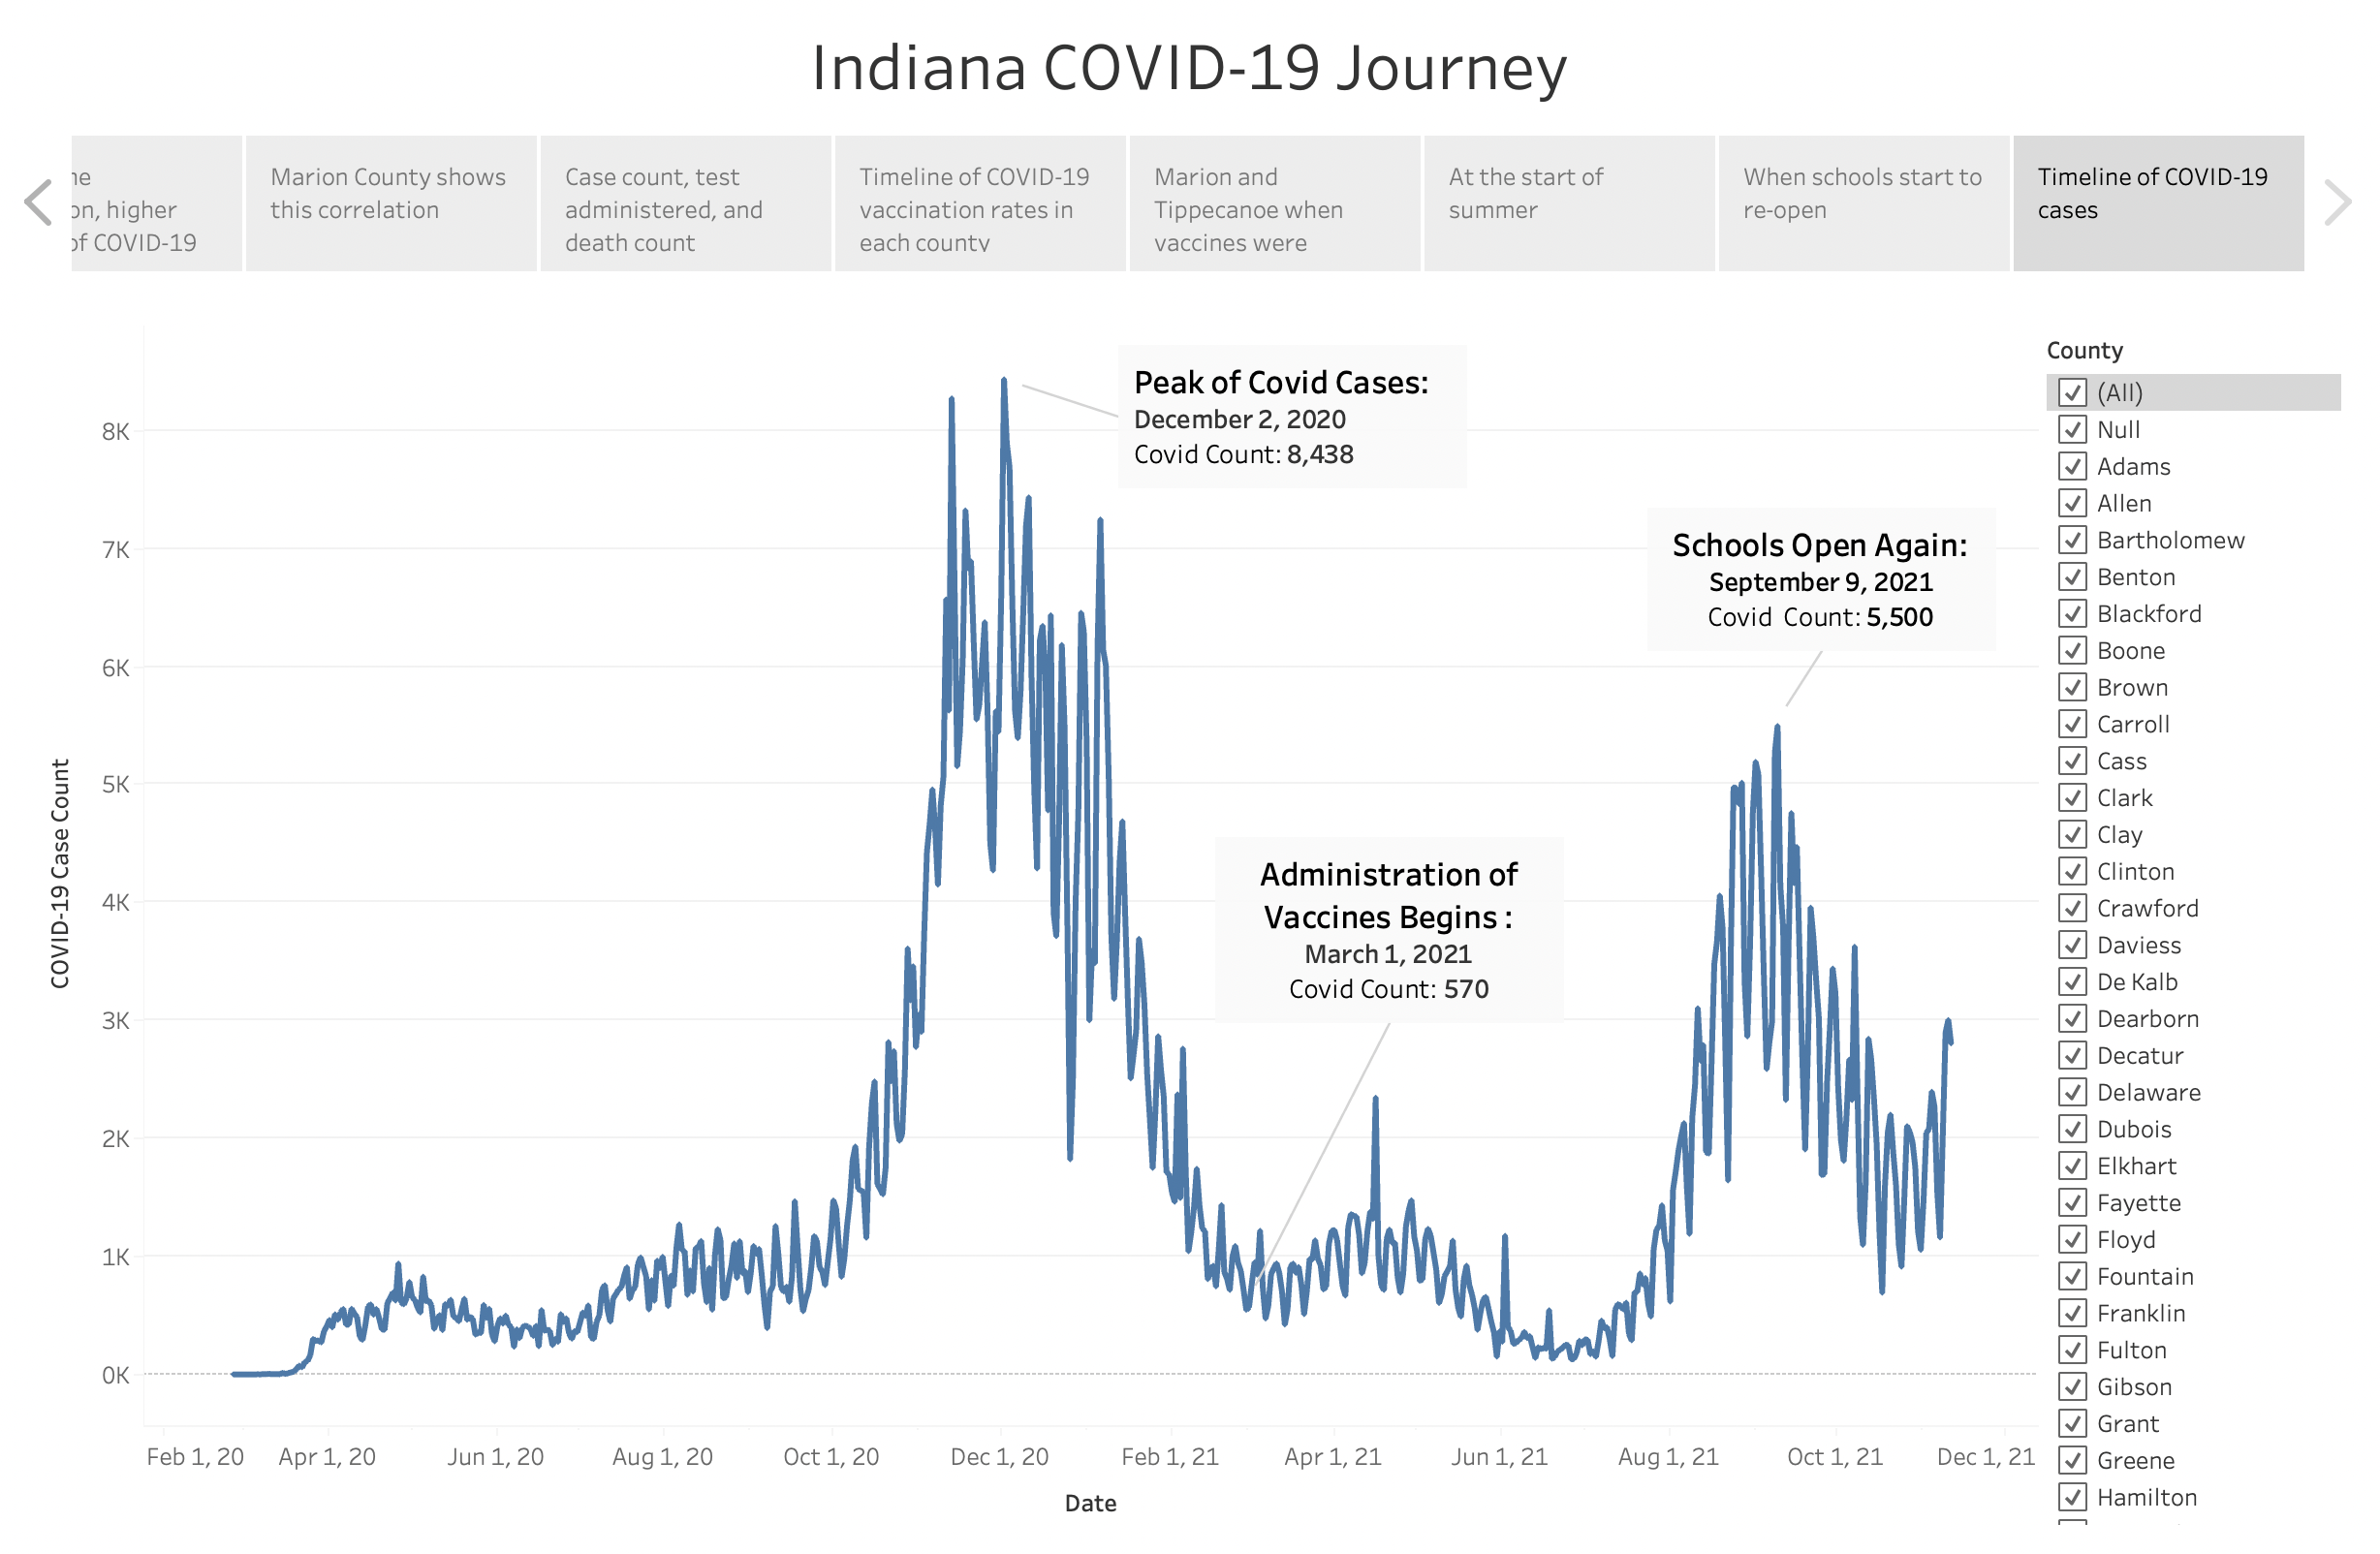 Indiana COVID-19 Journey
he
on, higher
of COVID-19
Marion County shows
this correlation
Case count, test
administered, and
death count
Timeline of COVID-19
vaccination rates in
each county
Marion and
Tippecanoe when
vaccines were
At the start of
summer
When schools start to
re-open
Timeline of COVID-19
cases
Peak of Covid Cases:
December 2, 2020
Covid Count: 8,438
Schools Open Again:
September 9, 2021
Covid Count: 5,500
Administration of
Vaccines Begins :
March 1, 2021
Covid Count: 570
COVID-19 Case Count
8K
7K
6K
5K
4K
3K
2K
1K
0K
Feb 1, 20
Apr 1, 20
Jun 1, 20
Aug 1, 20
Oct 1, 20
Dec 1, 20
Feb 1, 21
Apr 1, 21
Jun 1, 21
Aug 1, 21
Oct 1, 21
Dec 1, 21
Date
County
(All)
Null
Adams
Allen
Bartholomew
Benton
Blackford
Boone
Brown
Carroll
Cass
Clark
Clay
Clinton
Crawford
Daviess
De Kalb
Dearborn
Decatur
Delaware
Dubois
Elkhart
Fayette
Floyd
Fountain
Franklin
Fulton
Gibson
Grant
Greene
Hamilton